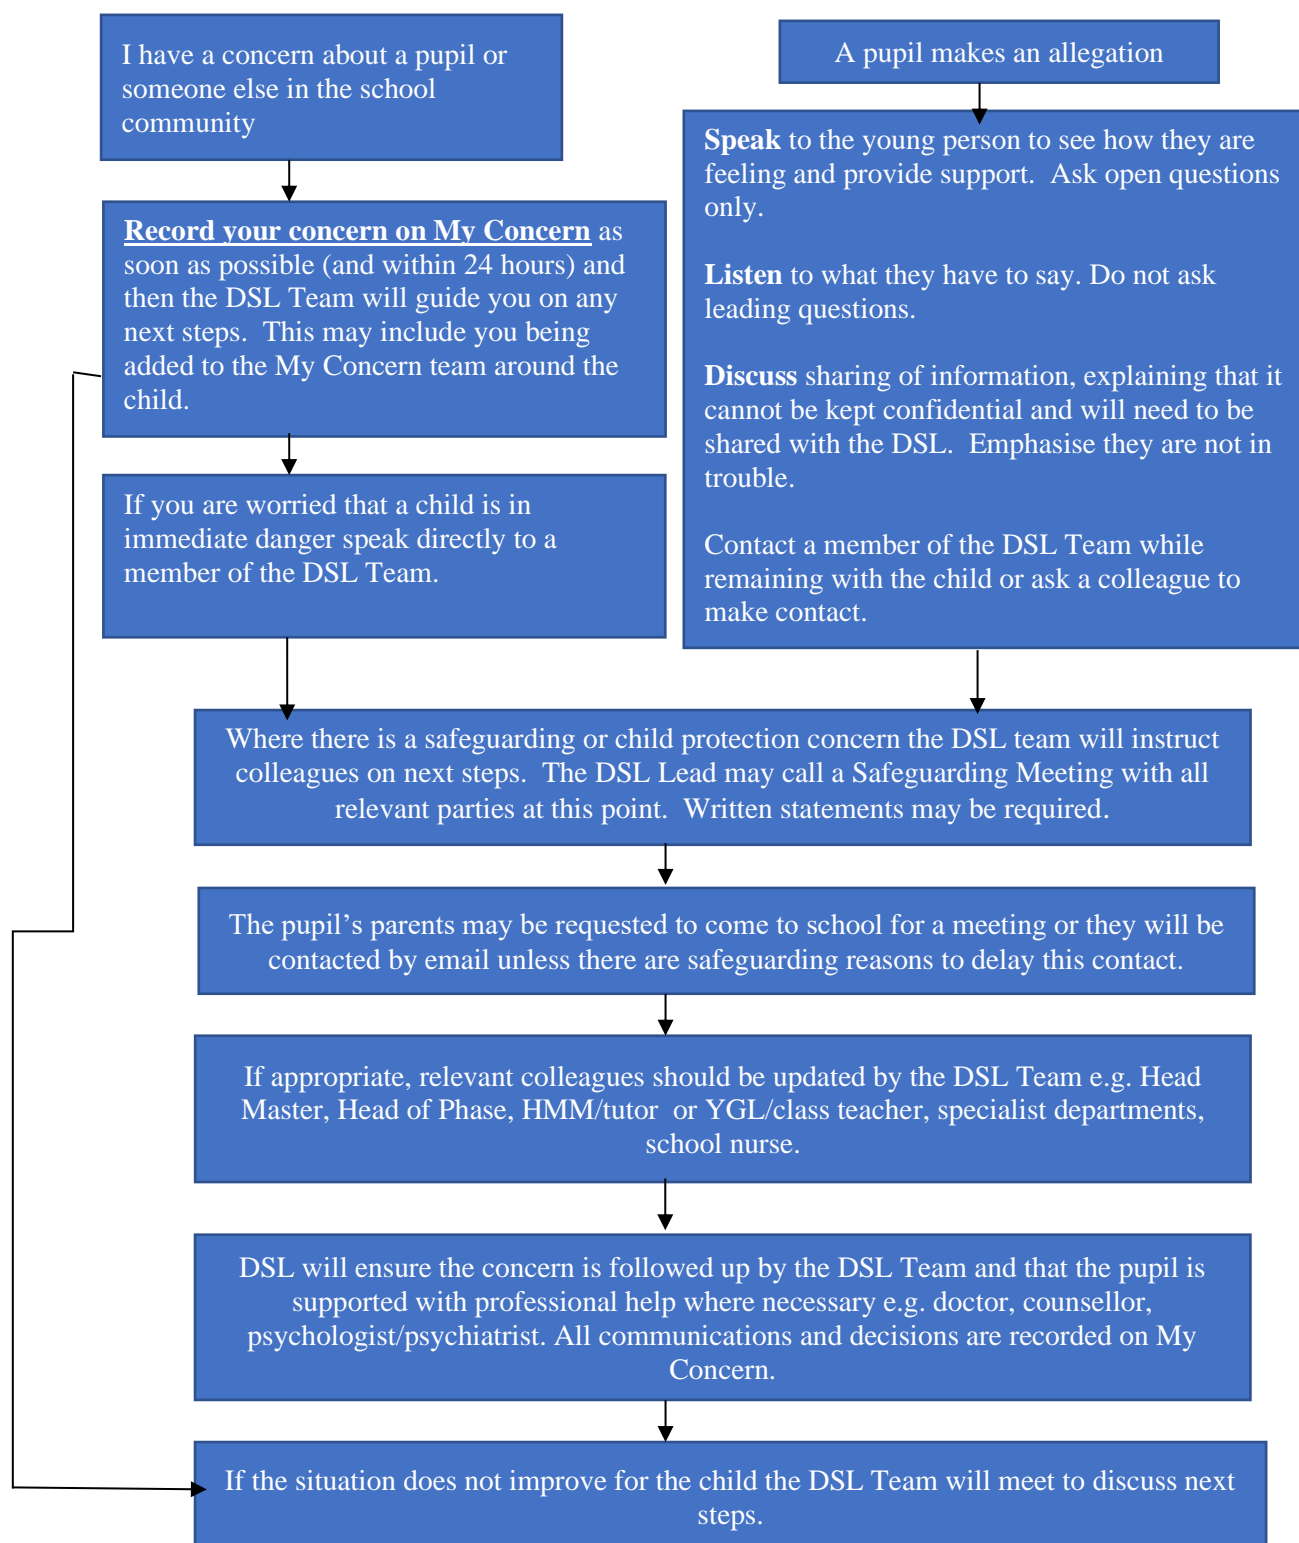 I have a concern about a pupil or
someone else in the school
community
Record your concern on My Concern as
soon as possible (and within 24 hours) and
then the DSL Team will guide you on any
next steps.  This may include you being
added to the My Concern team around the
child.
If you are worried that a child is in
immediate danger speak directly to a
member of the DSL Team.
A pupil makes an allegation
Speak to the young person to see how they are
feeling and provide support.  Ask open questions
only.
Listen to what they have to say. Do not ask
leading questions.
Discuss sharing of information, explaining that it
cannot be kept confidential and will need to be
shared with the DSL.  Emphasise they are not in
trouble.
Contact a member of the DSL Team while
remaining with the child or ask a colleague to
make contact.
Where there is a safeguarding or child protection concern the DSL team will instruct
colleagues on next steps.  The DSL Lead may call a Safeguarding Meeting with all
relevant parties at this point.  Written statements may be required.
The pupil’s parents may be requested to come to school for a meeting or they will be
contacted by email unless there are safeguarding reasons to delay this contact.
If appropriate, relevant colleagues should be updated by the DSL Team e.g. Head
Master, Head of Phase, HMM/tutor  or YGL/class teacher, specialist departments,
school nurse.
DSL will ensure the concern is followed up by the DSL Team and that the pupil is
supported with professional help where necessary e.g. doctor, counsellor,
psychologist/psychiatrist. All communications and decisions are recorded on My
Concern.
If the situation does not improve for the child the DSL Team will meet to discuss next
steps.